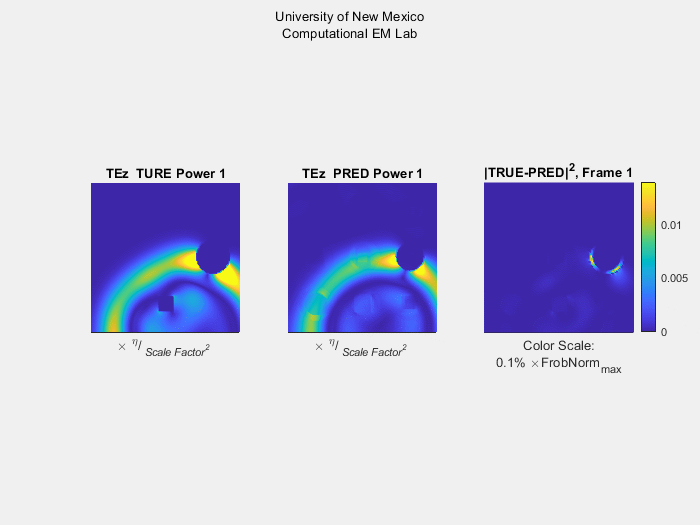 University of New Mexico
Computational EM Lab
TEz TURE Power 1
TEz PRED Power 1
|TRUE-PRED|², Frame 1
0.01
0.005
0
× η/ Scale Factor²
× η/ Scale Factor²
Color Scale:
0.1% ×FrobNorm_max